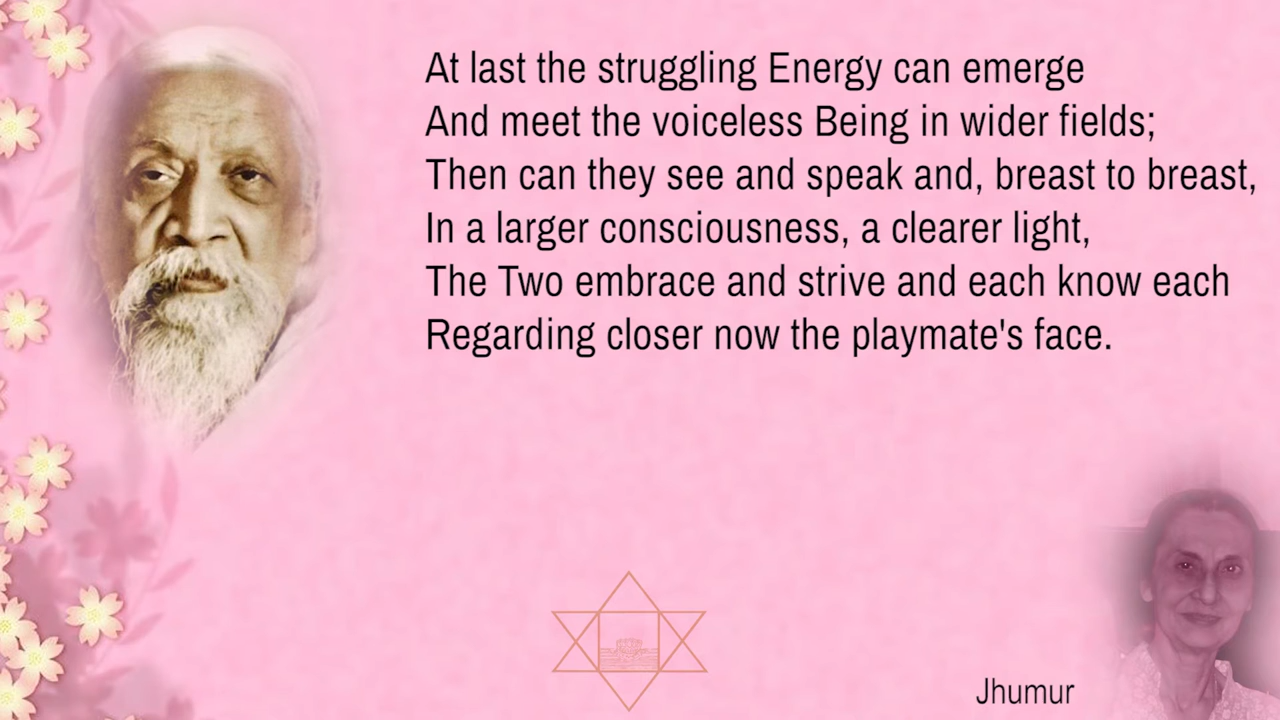 At last the struggling Energy can emerge
And meet the voiceless Being in wider fields;
Then can they see and speak and, breast to breast,
In a larger consciousness, a clearer light,
The Two embrace and strive and each know each
Regarding closer now the playmate's face.
Jhumur